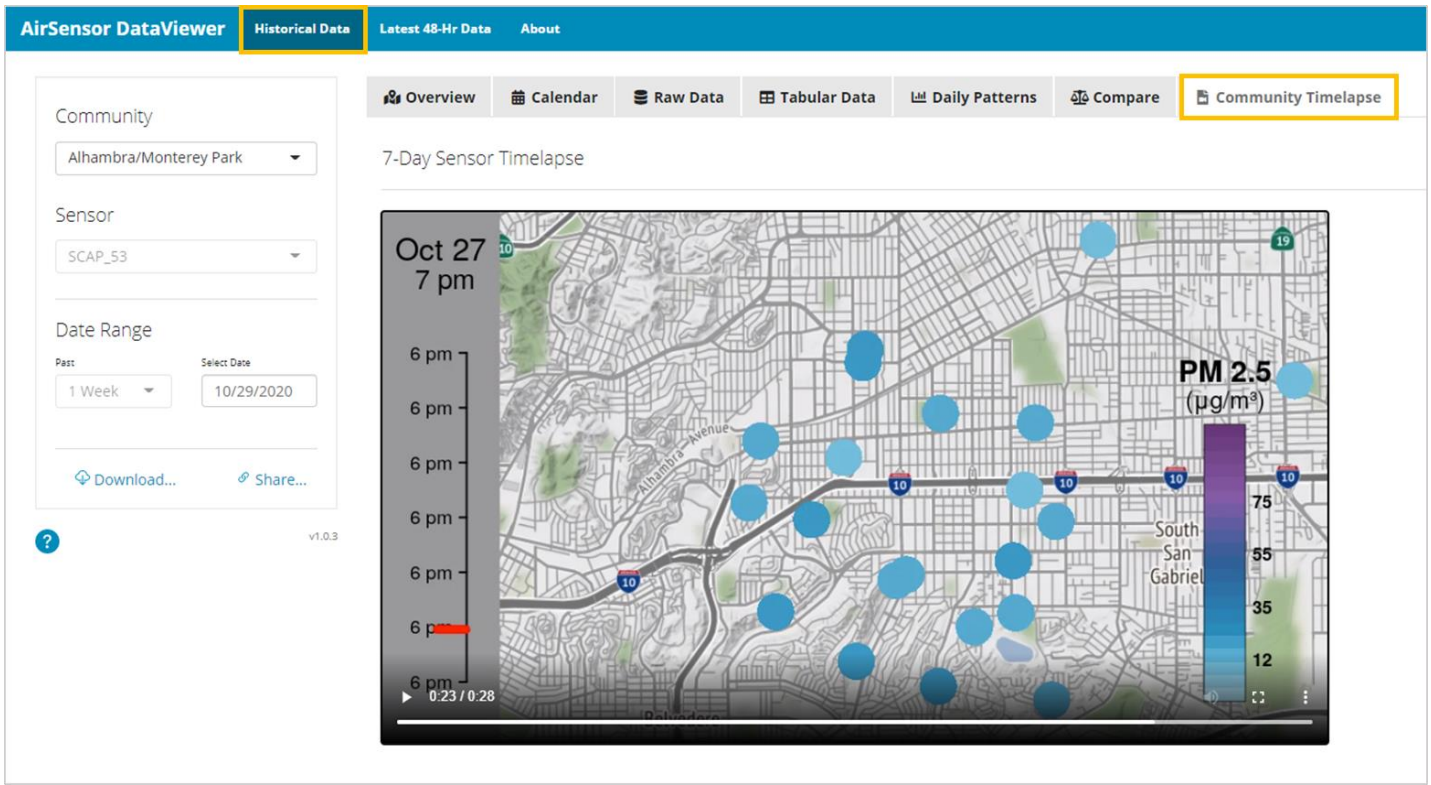 AirSensor DataViewer Historical Data Latest 48-Hr Data About
Community
Alhambra/Monterey Park
Sensor
SCAP_53
Date Range
Past Select Date
1 Week 10/29/2020
Download... Share...
? v1.0.3
Overview Calendar Raw Data Tabular Data Daily Patterns Compare Community Timelapse
7-Day Sensor Timelapse
Oct 27
7 pm
6 pm
6 pm
6 pm
6 pm
6 pm
6 pm
6 pm
0:23 / 0:28
10
19
Alhambra Avenue
10
10
10
10
10
South
San
Gabriel
Belvedere
PM 2.5
(µg/m³)
75
55
35
12